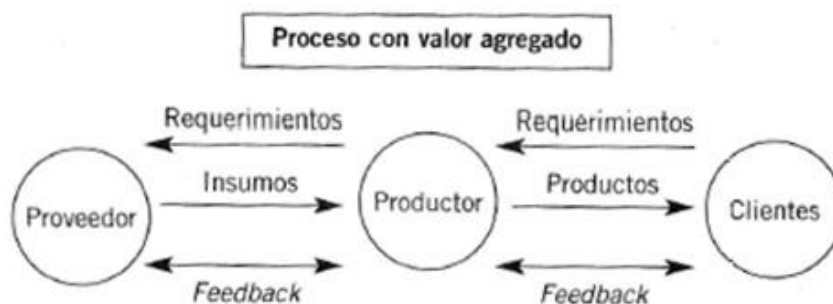 Proceso con valor agregado
Requerimientos Requerimientos
Proveedor Insumos Productor Productos Clientes
Feedback Feedback